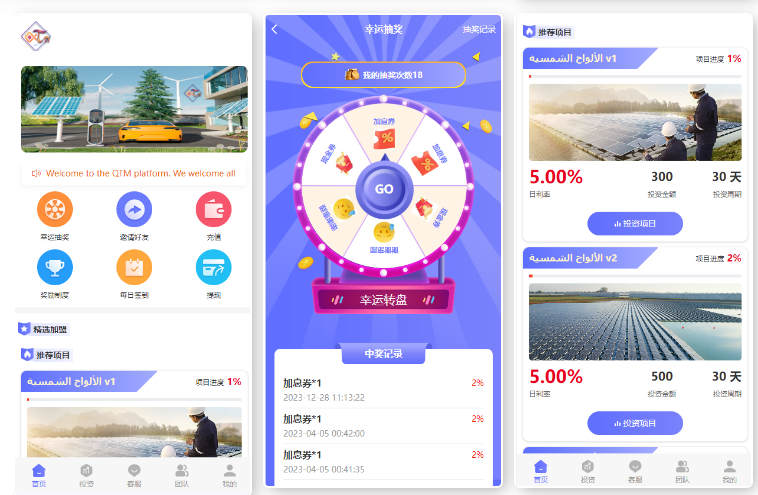 Welcome to the QTM platform. We welcome all
幸运抽奖
邀请好友
充值
奖励制度
每日签到
提现
精选加盟
推荐项目
الألواح الشمسية v1
项目进度 1%
首页
投资
客服
团队
我的
幸运抽奖
抽奖记录
我的抽奖次数18
加息券
加息券
现金券
谢谢惠顾
现金券
GO
幸运转盘
中奖记录
加息券*1
2%
2023-12-28 11:13:22
加息券*1
2%
2023-04-05 00:42:00
加息券*1
2%
2023-04-05 00:41:35
推荐项目
الألواح الشمسية v1
项目进度 1%
5.00%
300
30 天
日利率
投资金额
投资周期
投资项目
الألواح الشمسية v2
项目进度 2%
5.00%
500
30 天
日利率
投资金额
投资周期
投资项目
首页
投资
客服
团队
我的